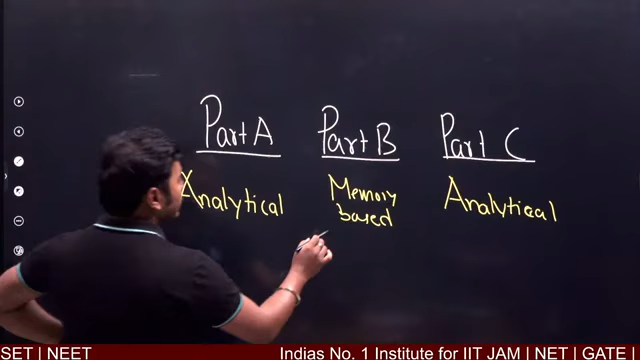 Part A Part B Part C
Analytical Memory based Analytical
SET | NEET Indias No. 1 Institute for IIT JAM | NET | GATE |